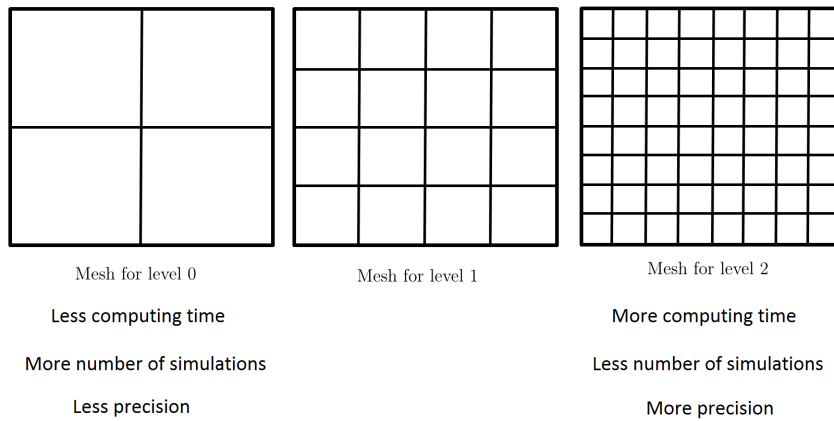 Mesh for level 0
Mesh for level 1
Mesh for level 2
Less computing time
More computing time
More number of simulations
Less number of simulations
Less precision
More precision